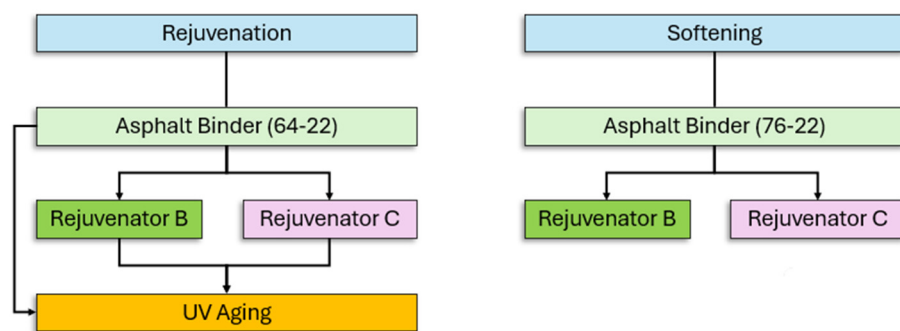 Rejuvenation
Asphalt Binder (64-22)
Rejuvenator B
Rejuvenator C
UV Aging
Softening
Asphalt Binder (76-22)
Rejuvenator B
Rejuvenator C